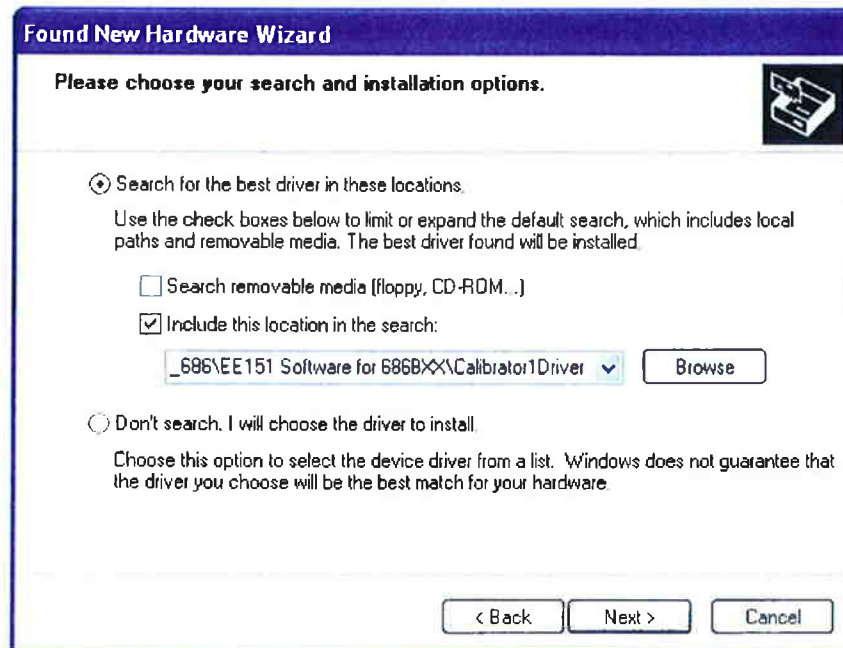 Found New Hardware Wizard
Please choose your search and installation options.
Search for the best driver in these locations.
Use the check boxes below to limit or expand the default search, which includes local
paths and removable media. The best driver found will be installed.
Search removable media (floppy, CD-ROM...)
Include this location in the search:
_686\EE151 Software for 686BXX\Calibrator1Driver
Browse
Don't search. I will choose the driver to install.
Choose this option to select the device driver from a list. Windows does not guarantee that
the driver you choose will be the best match for your hardware.
< Back
Next >
Cancel